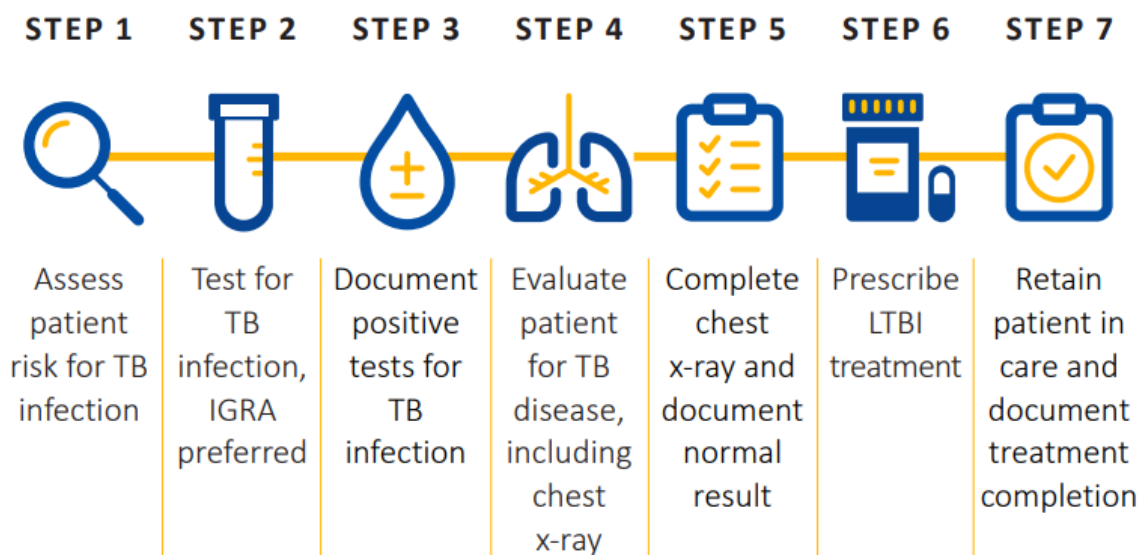 STEP 1
STEP 2
STEP 3
STEP 4
STEP 5
STEP 6
STEP 7
Assess
patient
risk for TB
infection
Test for
TB
infection,
IGRA
preferred
Document
positive
tests for
TB
infection
Evaluate
patient
for TB
disease,
including
chest
x-ray
Complete
chest
x-ray and
document
normal
result
Prescribe
LTBI
treatment
Retain
patient in
care and
document
treatment
completion